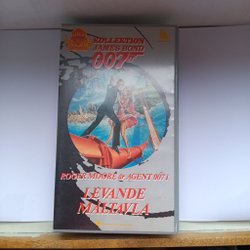 KOLLEKTION
JAMES BOND
007
ROGER MOORE är AGENT 007 i
LEVANDE
MÅLTAVLA